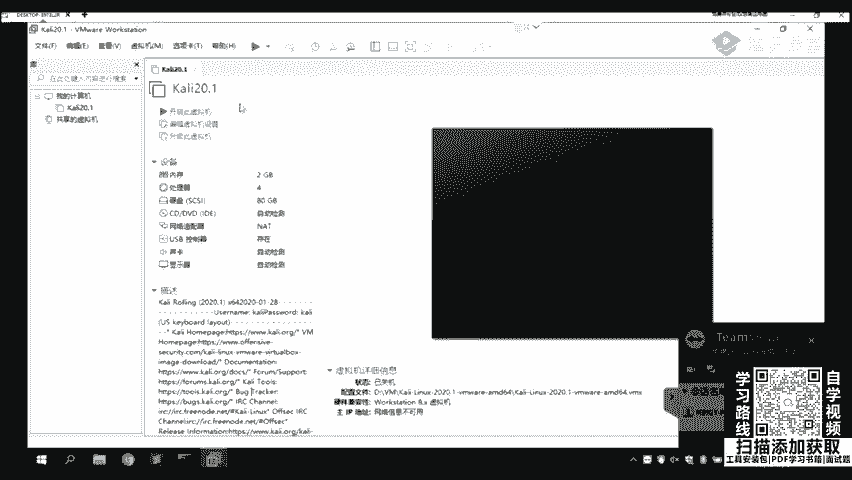 Kali20.1 - VMware Workstation
文件(F) 编辑(E) 查看(V) 虚拟机(M) 选项卡(T) 帮助(H)
库
在此处键入内容进行搜索
我的计算机
Kali20.1
共享的虚拟机
Kali20.1
Kali20.1
开启此虚拟机
编辑虚拟机设置
升级此虚拟机
设备
内存 2 GB
处理器 4
硬盘 (SCSI) 80 GB
CD/DVD (IDE) 自动检测
网络适配器 NAT
USB 控制器 存在
声卡 自动检测
显示器 自动检测
描述
Kali Rolling (2020.1) x64
2020-01-28
Username: kali
Password: kali
(US keyboard layout)
* Kali Homepage:
https://www.kali.org/
* VM
Homepage:
https://www.offensive-
security.com/kali-linux-vmware-virtualbox-
image-download/
* Documentation:
https://www.kali.org/docs/
* Forum/Support:
https://forums.kali.org/
* Kali Tools:
https://tools.kali.org/
* Bug Tracker:
https://bugs.kali.org/
* IRC Channel:
irc://irc.freenode.net/#Kali-Linux
* Offsec IRC
Channel:
irc://irc.freenode.net/#Offsec
*
Release Information:
https://www.kali.org/kali-
虚拟机详细信息
状态: 已关机
配置文件: D:\VM\Kali-Linux-2020.1-vmware-amd64\Kali-Linux-2020.1-vmware-amd64.vmx
硬件兼容性: Workstation 8.x 虚拟机
主 IP 地址: 网络信息不可用
学习路线
自学视频
扫描添加获取
工具安装包|PDF学习书籍|面试题